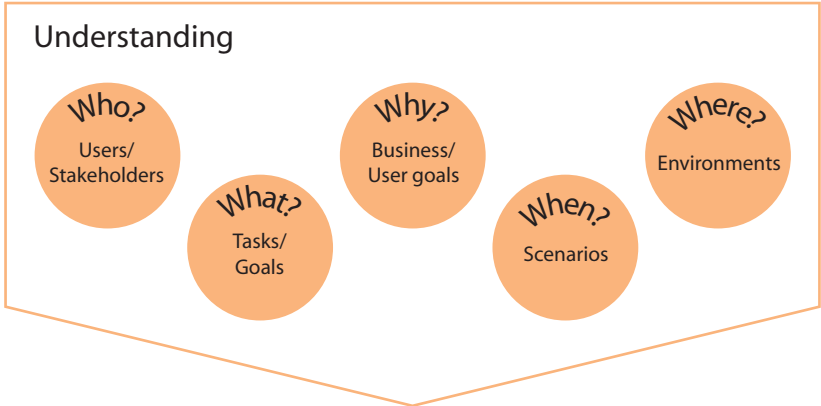 Understanding
Who?
Users/
Stakeholders
What?
Tasks/
Goals
Why?
Business/
User goals
When?
Scenarios
Where?
Environments